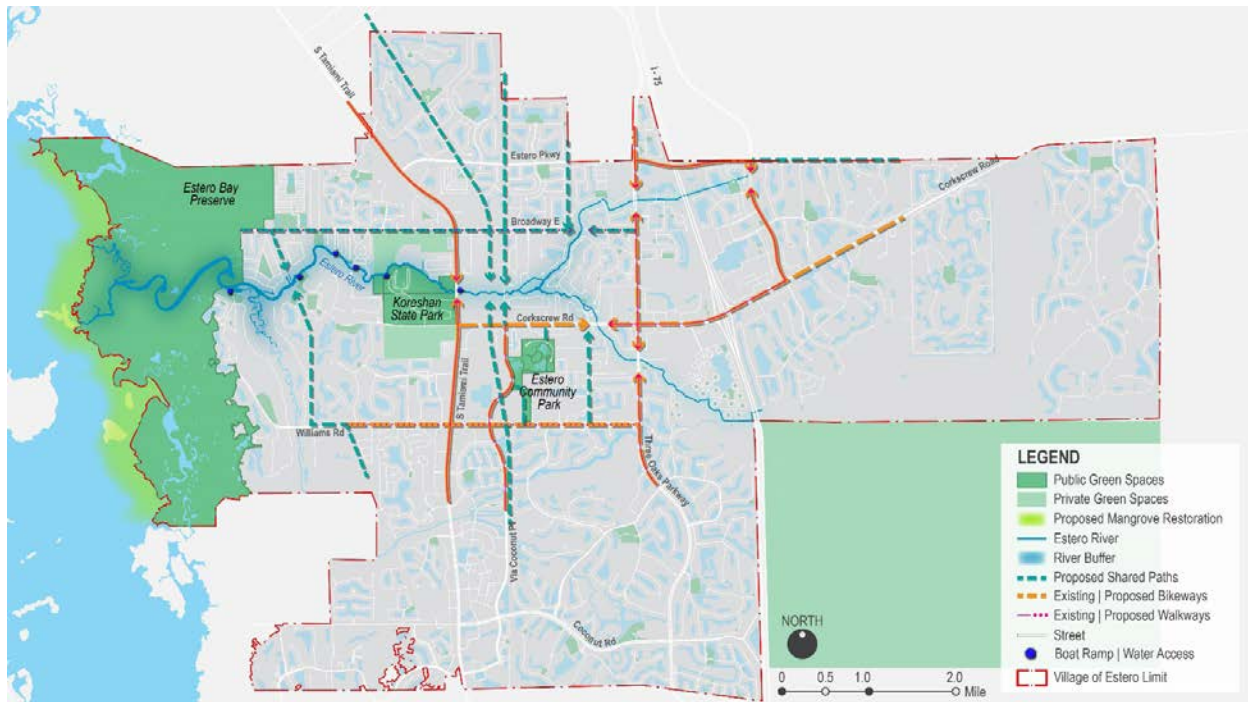 S Tamiami Trail
I - 75
Estero Pkwy
Corkscrew Road
Estero Bay
Preserve
Broadway E
Estero River
Koreshan
State Park
Corkscrew Rd
Estero
Community
Park
S Tamiami Trail
Williams Rd
Three Oaks Parkway
Via Coconut Pt
Coconut Rd
LEGEND
Public Green Spaces
Private Green Spaces
Proposed Mangrove Restoration
Estero River
River Buffer
Proposed Shared Paths
Existing | Proposed Bikeways
Existing | Proposed Walkways
Street
Boat Ramp | Water Access
Village of Estero Limit
NORTH
0 0.5 1.0 2.0
Mile